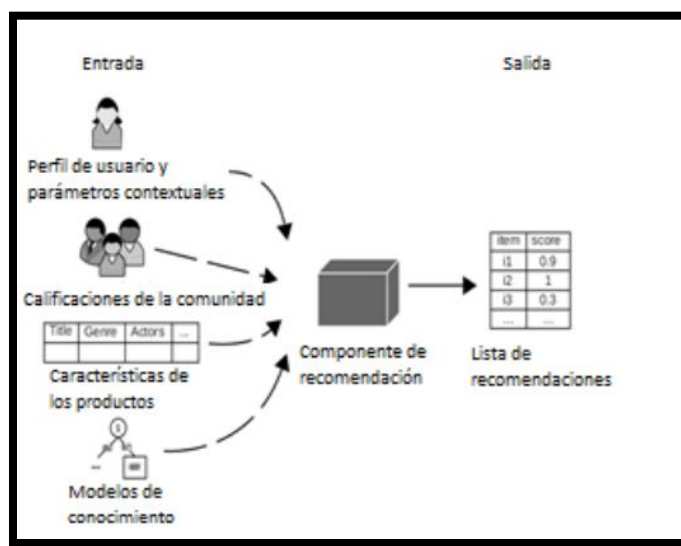 Entrada
Salida
Perfil de usuario y
parámetros contextuales
Calificaciones de la comunidad
Title Genre Actors ...
Características de
los productos
Modelos de
conocimiento
Componente de
recomendación
item score
i1 0.9
i2 1
i3 0.3
... ...
Lista de
recomendaciones